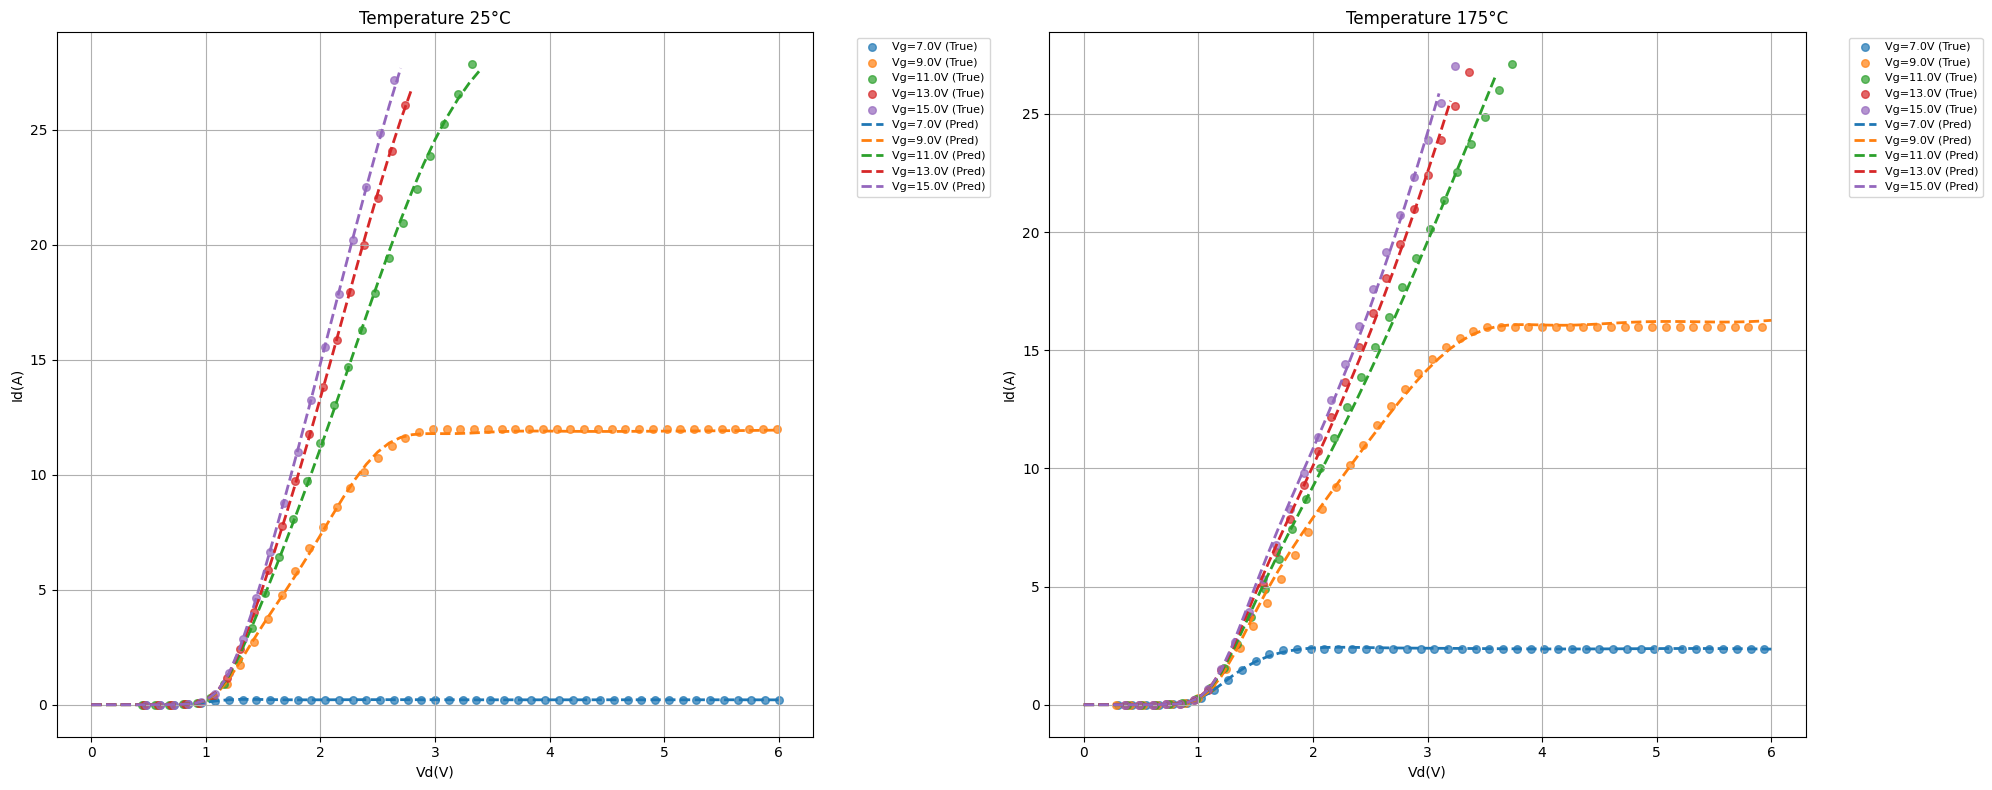 Temperature 25°C
25
20
15
10
5
0
Id(A)
0 1 2 3 4 5 6
Vd(V)
Vg=7.0V (True)
Vg=9.0V (True)
Vg=11.0V (True)
Vg=13.0V (True)
Vg=15.0V (True)
Vg=7.0V (Pred)
Vg=9.0V (Pred)
Vg=11.0V (Pred)
Vg=13.0V (Pred)
Vg=15.0V (Pred)
Temperature 175°C
25
20
15
10
5
0
Id(A)
0 1 2 3 4 5 6
Vd(V)
Vg=7.0V (True)
Vg=9.0V (True)
Vg=11.0V (True)
Vg=13.0V (True)
Vg=15.0V (True)
Vg=7.0V (Pred)
Vg=9.0V (Pred)
Vg=11.0V (Pred)
Vg=13.0V (Pred)
Vg=15.0V (Pred)